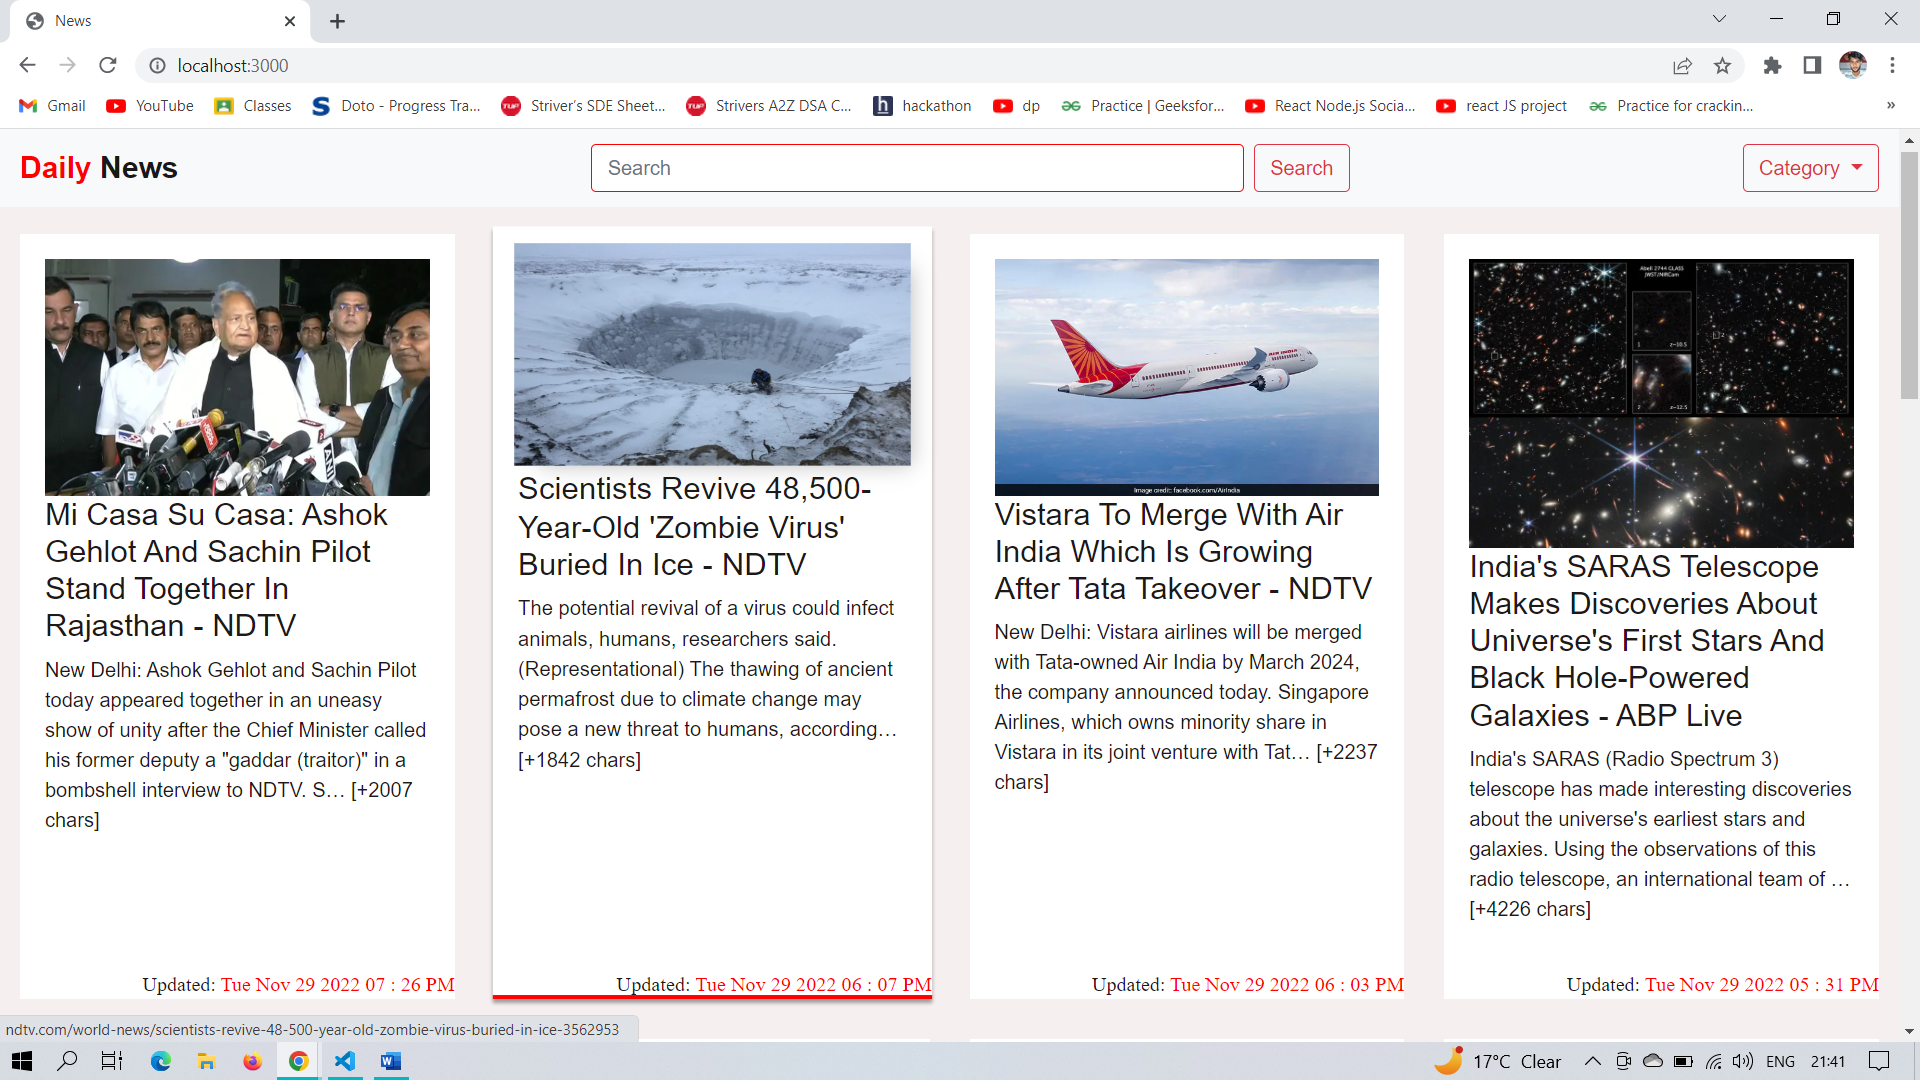 News
localhost:3000
Gmail
YouTube
Classes
Doto - Progress Tra...
Striver's SDE Sheet...
Strivers A2Z DSA C...
hackathon
dp
Practice | Geeksfor...
React Node.js Socia...
react JS project
Practice for crackin...
Daily News
Search
Search
Category
Mi Casa Su Casa: Ashok
Gehlot And Sachin Pilot
Stand Together In
Rajasthan - NDTV
New Delhi: Ashok Gehlot and Sachin Pilot
today appeared together in an uneasy
show of unity after the Chief Minister called
his former deputy a "gaddar (traitor)" in a
bombshell interview to NDTV. S… [+2007
chars]
Updated: Tue Nov 29 2022 07 : 26 PM
Scientists Revive 48,500-
Year-Old 'Zombie Virus'
Buried In Ice - NDTV
The potential revival of a virus could infect
animals, humans, researchers said.
(Representational) The thawing of ancient
permafrost due to climate change may
pose a new threat to humans, according…
[+1842 chars]
Updated: Tue Nov 29 2022 06 : 07 PM
AIR INDIA
Image credit: facebook.com/AirIndia
Vistara To Merge With Air
India Which Is Growing
After Tata Takeover - NDTV
New Delhi: Vistara airlines will be merged
with Tata-owned Air India by March 2024,
the company announced today. Singapore
Airlines, which owns minority share in
Vistara in its joint venture with Tat… [+2237
chars]
Updated: Tue Nov 29 2022 06 : 03 PM
Abell 2744 GLASS
JWST/NIRCam
India's SARAS Telescope
Makes Discoveries About
Universe's First Stars And
Black Hole-Powered
Galaxies - ABP Live
India's SARAS (Radio Spectrum 3)
telescope has made interesting discoveries
about the universe's earliest stars and
galaxies. Using the observations of this
radio telescope, an international team of …
[+4226 chars]
Updated: Tue Nov 29 2022 05 : 31 PM
ndtv.com/world-news/scientists-revive-48-500-year-old-zombie-virus-buried-in-ice-3562953
17°C Clear
ENG
21:41